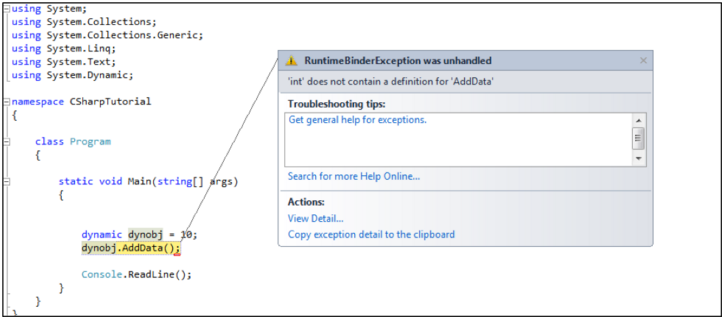 using System;
using System.Collections;
using System.Collections.Generic;
using System.Linq;
using System.Text;
using System.Dynamic;
namespace CSharpTutorial
{
class Program
{
static void Main(string[] args)
{
dynamic dynobj = 10;
dynobj.AddData();
Console.ReadLine();
}
}
}
RuntimeBinderException was unhandled
'int' does not contain a definition for 'AddData'
Troubleshooting tips:
Get general help for exceptions.
Search for more Help Online...
Actions:
View Detail...
Copy exception detail to the clipboard